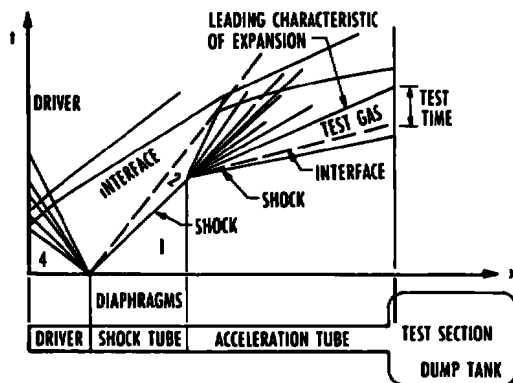 t
LEADING CHARACTERISTIC
OF EXPANSION
DRIVER
TEST
TIME
TEST GAS
INTERFACE
INTERFACE
2
SHOCK
SHOCK
4
1
x
DIAPHRAGMS
DRIVER
SHOCK TUBE
ACCELERATION TUBE
TEST SECTION
DUMP TANK